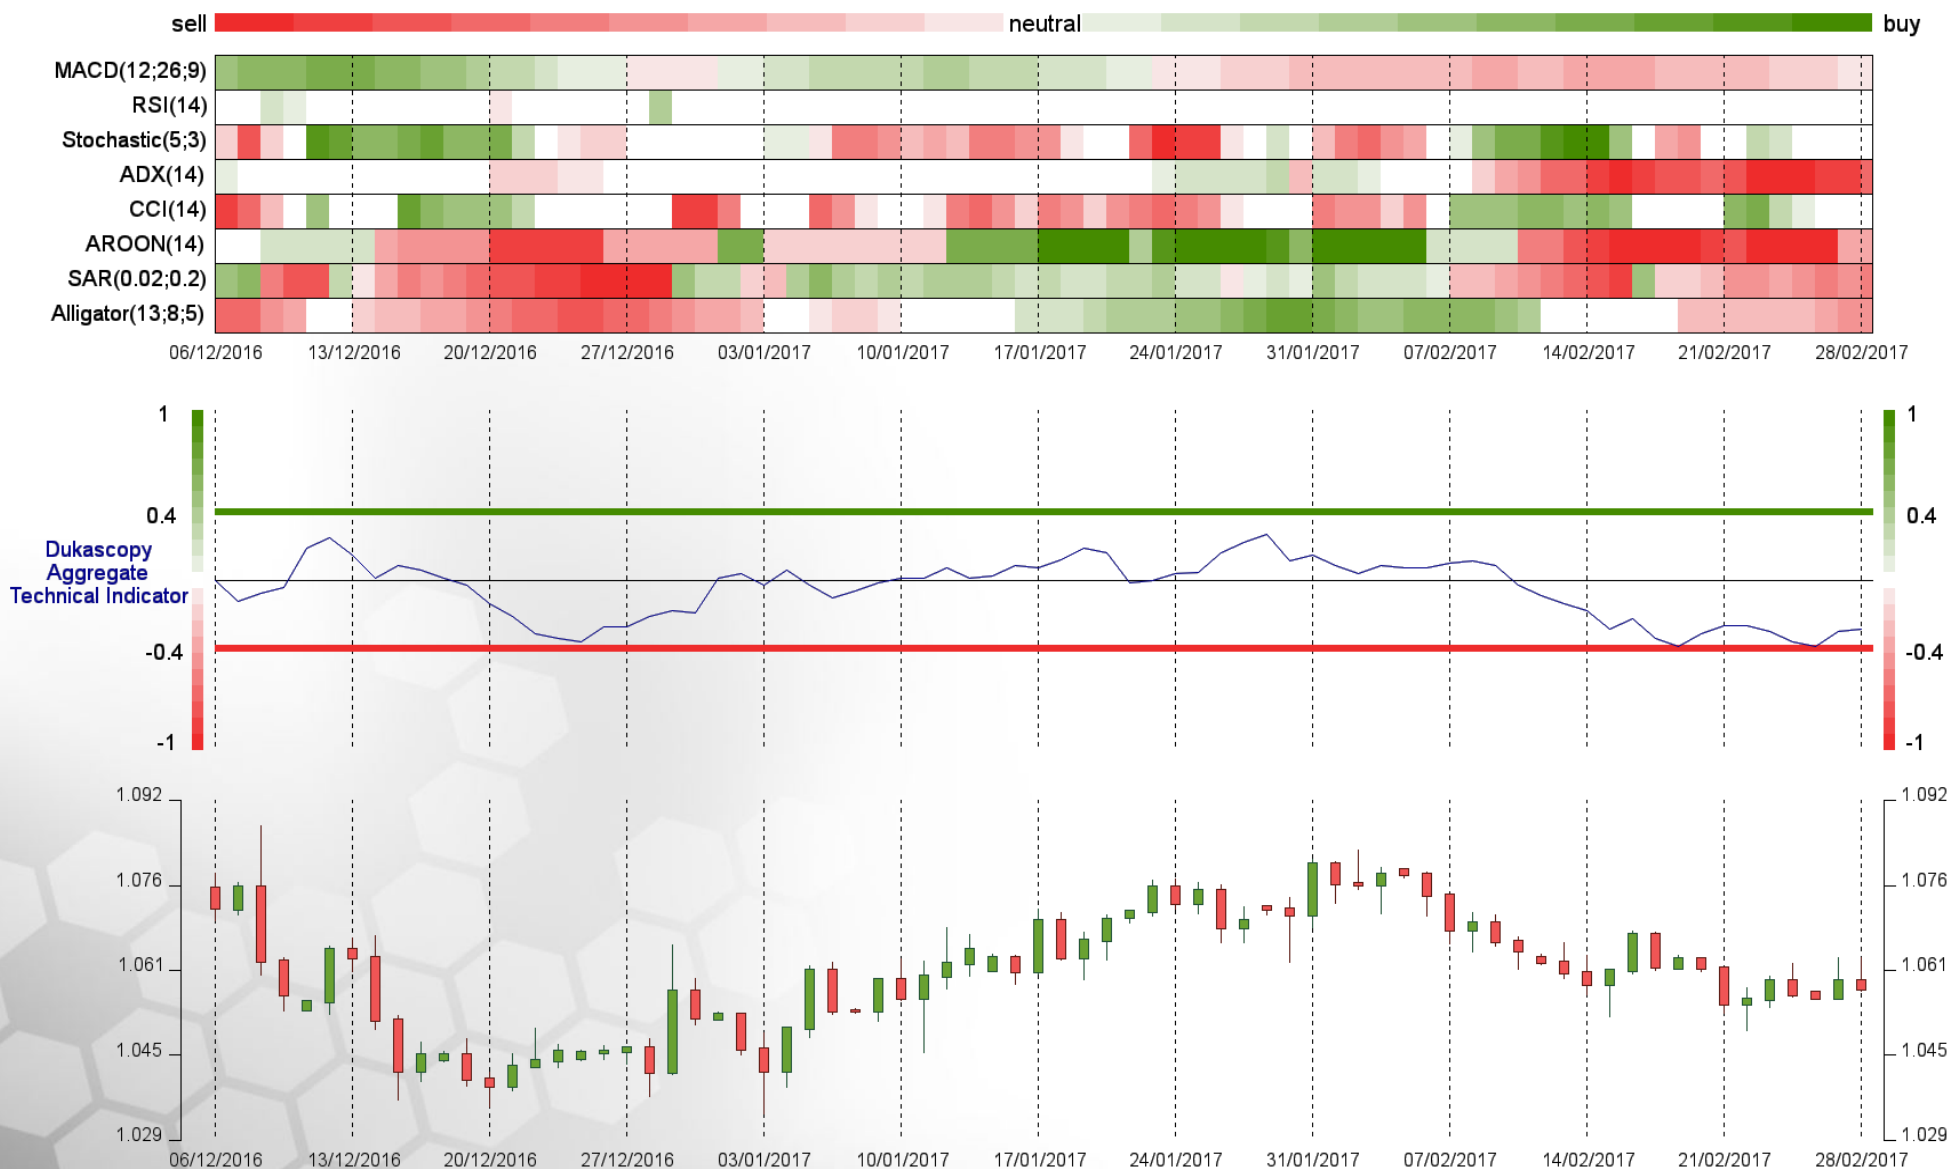 sell neutral buy
MACD(12;26;9)
RSI(14)
Stochastic(5;3)
ADX(14)
CCI(14)
AROON(14)
SAR(0.02;0.2)
Alligator(13;8;5)
06/12/2016 13/12/2016 20/12/2016 27/12/2016 03/01/2017 10/01/2017 17/01/2017 24/01/2017 31/01/2017 07/02/2017 14/02/2017 21/02/2017 28/02/2017
1 1
0.4 0.4
Dukascopy
Aggregate
Technical Indicator
-0.4 -0.4
-1 -1
1.092 1.092
1.076 1.076
1.061 1.061
1.045 1.045
1.029 1.029
06/12/2016 13/12/2016 20/12/2016 27/12/2016 03/01/2017 10/01/2017 17/01/2017 24/01/2017 31/01/2017 07/02/2017 14/02/2017 21/02/2017 28/02/2017